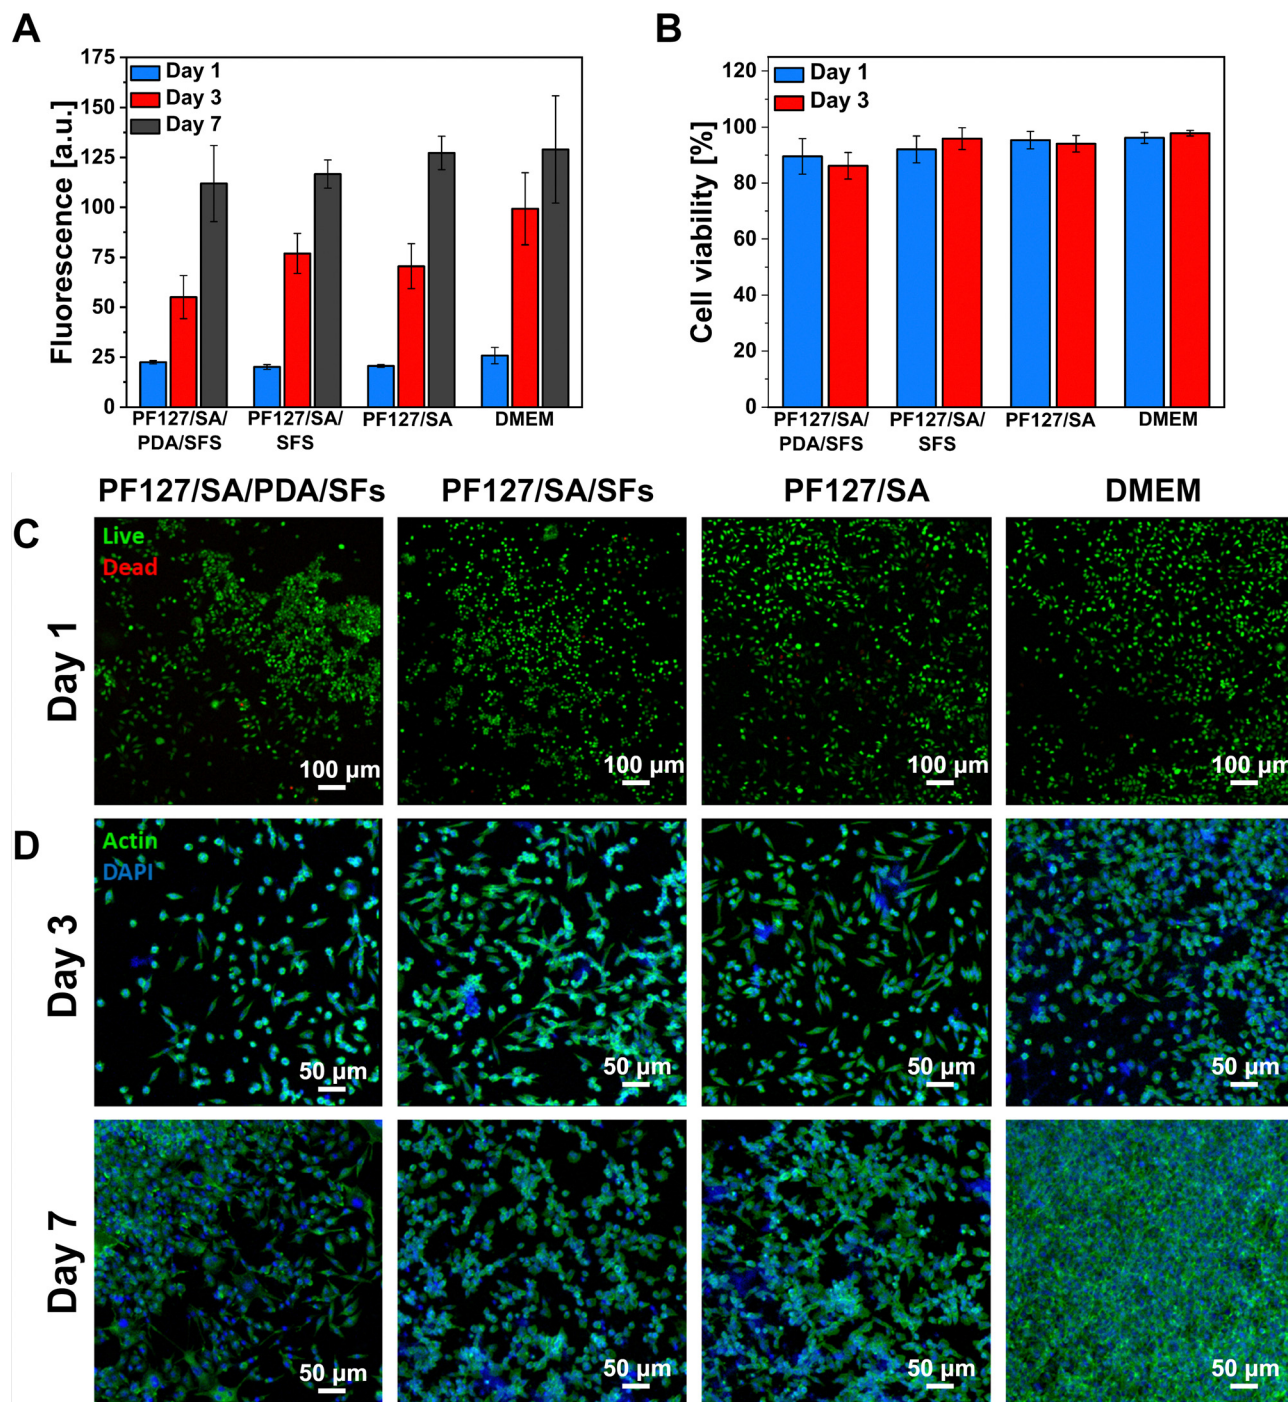 A
B
Fluorescence [a.u.]
175
150
125
100
75
50
25
0
Day 1
Day 3
Day 7
PF127/SA/
PDA/SFS
PF127/SA/
SFS
PF127/SA
DMEM
Cell viability [%]
120
100
80
60
40
20
0
Day 1
Day 3
PF127/SA/
PDA/SFS
PF127/SA/
SFS
PF127/SA
DMEM
PF127/SA/PDA/SFs
PF127/SA/SFs
PF127/SA
DMEM
C
Day 1
Live
Dead
100 µm
100 µm
100 µm
100 µm
D
Day 3
Actin
DAPI
50 µm
50 µm
50 µm
50 µm
Day 7
50 µm
50 µm
50 µm
50 µm